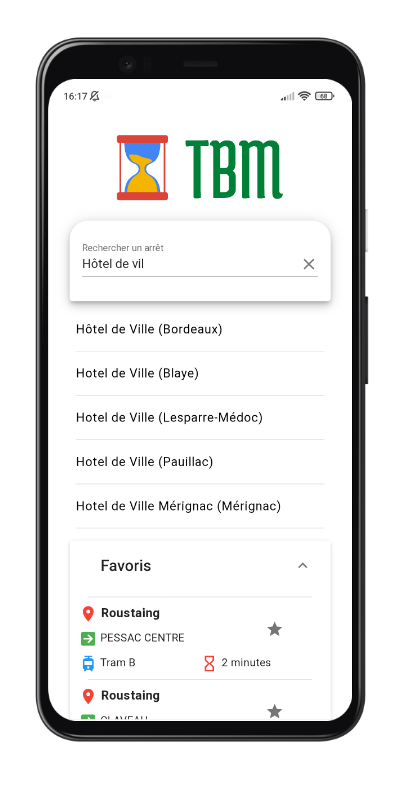 16:17
68
TBM
Rechercher un arrêt
Hôtel de vil
Hôtel de Ville (Bordeaux)
Hotel de Ville (Blaye)
Hotel de Ville (Lesparre-Médoc)
Hotel de Ville (Pauillac)
Hotel de Ville Mérignac (Mérignac)
Favoris
Roustaing
PESSAC CENTRE
Tram B 2 minutes
Roustaing
CLAVEAU